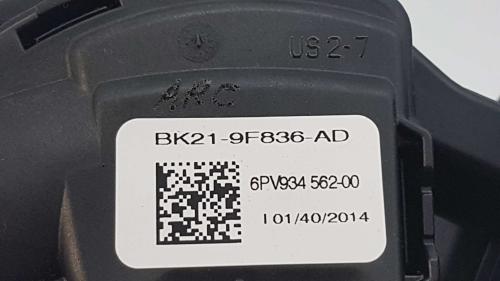 US 2-7
ARC
BK21-9F836-AD
6PV934 562-00
I 01/40/2014